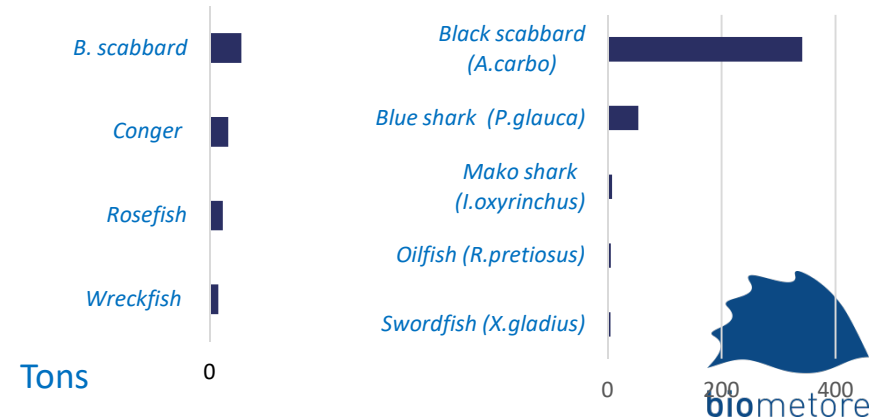 B. scabbard
Conger
Rosefish
Wreckfish
0
Tons
Black scabbard
(A.carbo)
Blue shark (P.glauca)
Mako shark
(I.oxyrinchus)
Oilfish (R.pretiosus)
Swordfish (X.gladius)
0
200
400
biometore